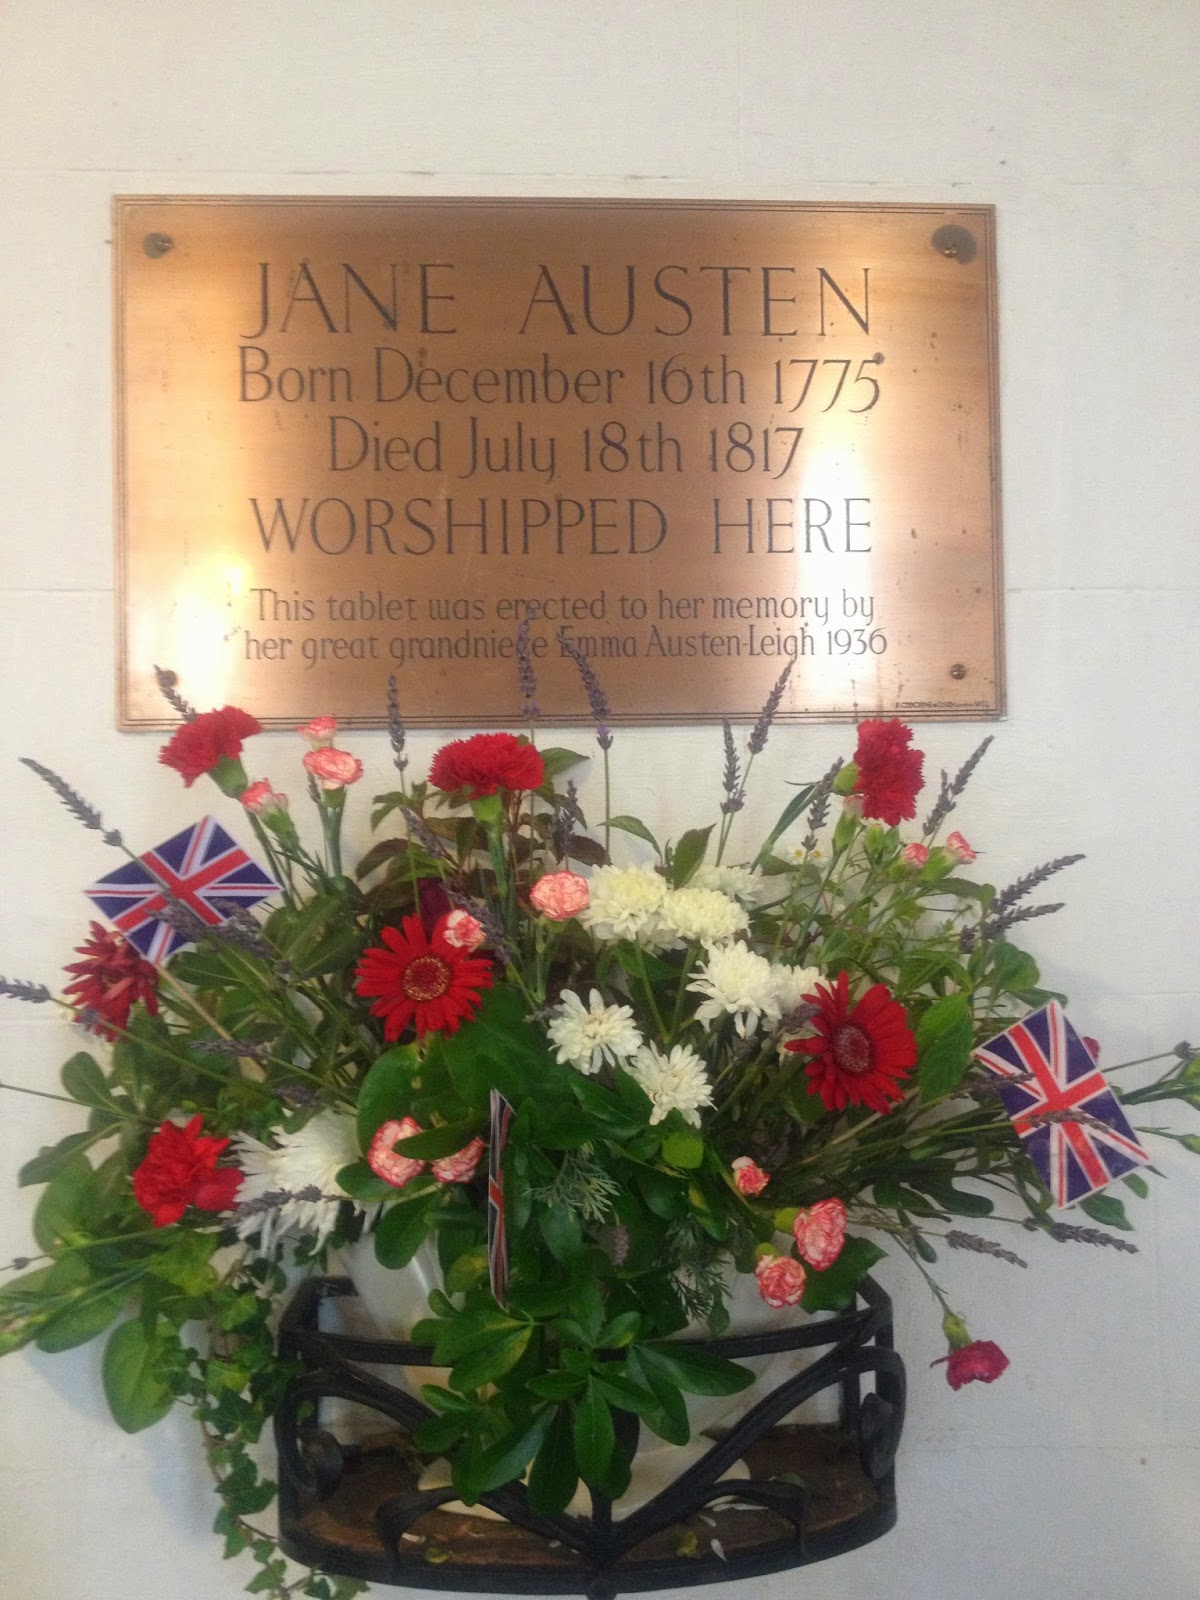 JANE AUSTEN
Born December 16th 1775
Died July 18th 1817
WORSHIPPED HERE
This tablet was erected to her memory by
her great grandniece Emma Austen-Leigh 1936